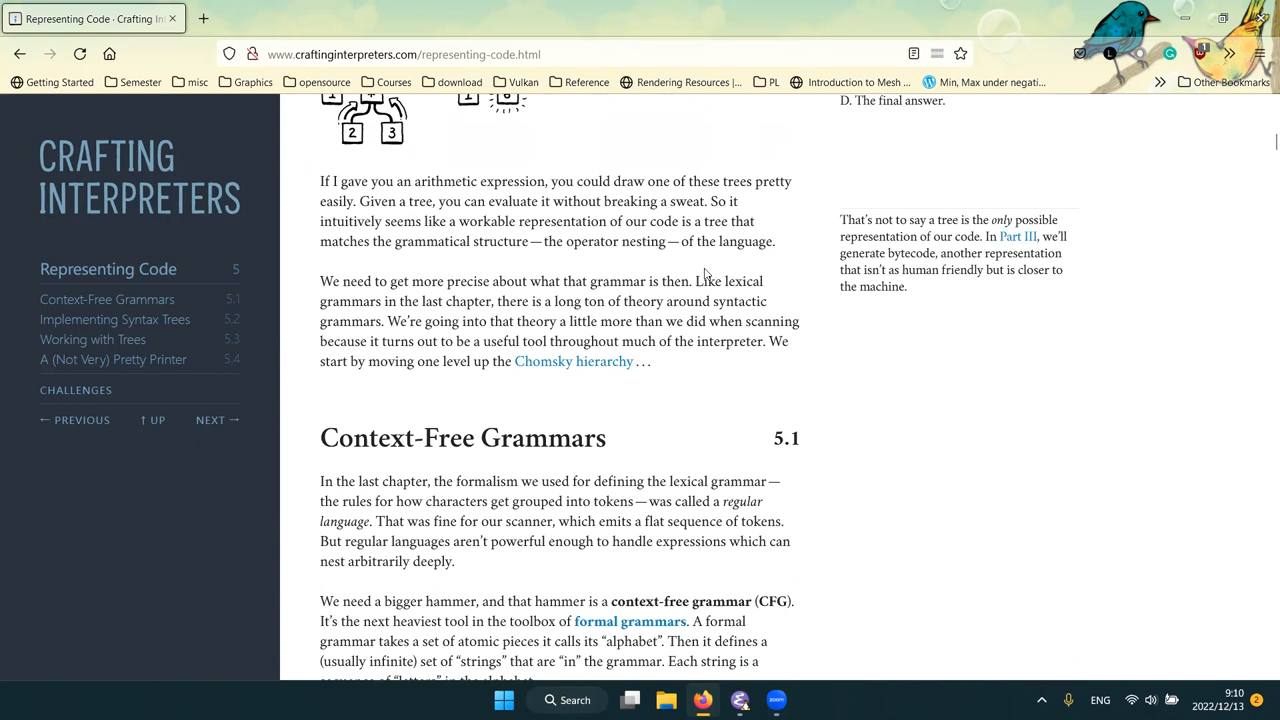 Representing Code · Crafting In
www.craftinginterpreters.com/representing-code.html
Getting Started
Semester
misc
Graphics
opensource
Courses
download
Vulkan
Reference
Rendering Resources |...
PL
Introduction to Mesh ...
Min, Max under negati...
Other Bookmarks
CRAFTING
INTERPRETERS
Representing Code 5
Context-Free Grammars 5.1
Implementing Syntax Trees 5.2
Working with Trees 5.3
A (Not Very) Pretty Printer 5.4
CHALLENGES
← PREVIOUS ↑ UP NEXT →
2 3
If I gave you an arithmetic expression, you could draw one of these trees pretty
easily. Given a tree, you can evaluate it without breaking a sweat. So it
intuitively seems like a workable representation of our code is a tree that
matches the grammatical structure—the operator nesting—of the language.
We need to get more precise about what that grammar is then. Like lexical
grammars in the last chapter, there is a long ton of theory around syntactic
grammars. We’re going into that theory a little more than we did when scanning
because it turns out to be a useful tool throughout much of the interpreter. We
start by moving one level up the Chomsky hierarchy . . .
Context-Free Grammars 5.1
In the last chapter, the formalism we used for defining the lexical grammar—
the rules for how characters get grouped into tokens—was called a regular
language. That was fine for our scanner, which emits a flat sequence of tokens.
But regular languages aren’t powerful enough to handle expressions which can
nest arbitrarily deeply.
We need a bigger hammer, and that hammer is a context-free grammar (CFG).
It’s the next heaviest tool in the toolbox of formal grammars. A formal
grammar takes a set of atomic pieces it calls its “alphabet”. Then it defines a
(usually infinite) set of “strings” that are “in” the grammar. Each string is a
sequence of “letters” in the alphabet.
D. The final answer.
That’s not to say a tree is the only possible
representation of our code. In Part III, we’ll
generate bytecode, another representation
that isn’t as human friendly but is closer to
the machine.
Search
zoom
ENG
9:10
2022/12/13
2